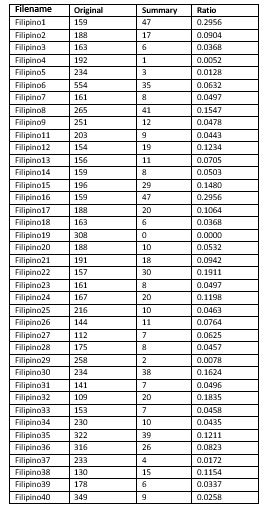 Filename Original Summary Ratio
Filipino1 159 47 0.2956
Filipino2 188 17 0.0904
Filipino3 163 6 0.0368
Filipino4 192 1 0.0052
Filipino5 234 3 0.0128
Filipino6 554 35 0.0632
Filipino7 161 8 0.0497
Filipino8 265 41 0.1547
Filipino9 251 12 0.0478
Filipino11 203 9 0.0443
Filipino12 154 19 0.1234
Filipino13 156 11 0.0705
Filipino14 159 8 0.0503
Filipino15 196 29 0.1480
Filipino16 159 47 0.2956
Filipino17 188 20 0.1064
Filipino18 163 6 0.0368
Filipino19 308 0 0.0000
Filipino20 188 10 0.0532
Filipino21 191 18 0.0942
Filipino22 157 30 0.1911
Filipino23 161 8 0.0497
Filipino24 167 20 0.1198
Filipino25 216 10 0.0463
Filipino26 144 11 0.0764
Filipino27 112 7 0.0625
Filipino28 175 8 0.0457
Filipino29 258 2 0.0078
Filipino30 234 38 0.1624
Filipino31 141 7 0.0496
Filipino32 109 20 0.1835
Filipino33 153 7 0.0458
Filipino34 230 10 0.0435
Filipino35 322 39 0.1211
Filipino36 316 26 0.0823
Filipino37 233 4 0.0172
Filipino38 130 15 0.1154
Filipino39 178 6 0.0337
Filipino40 349 9 0.0258